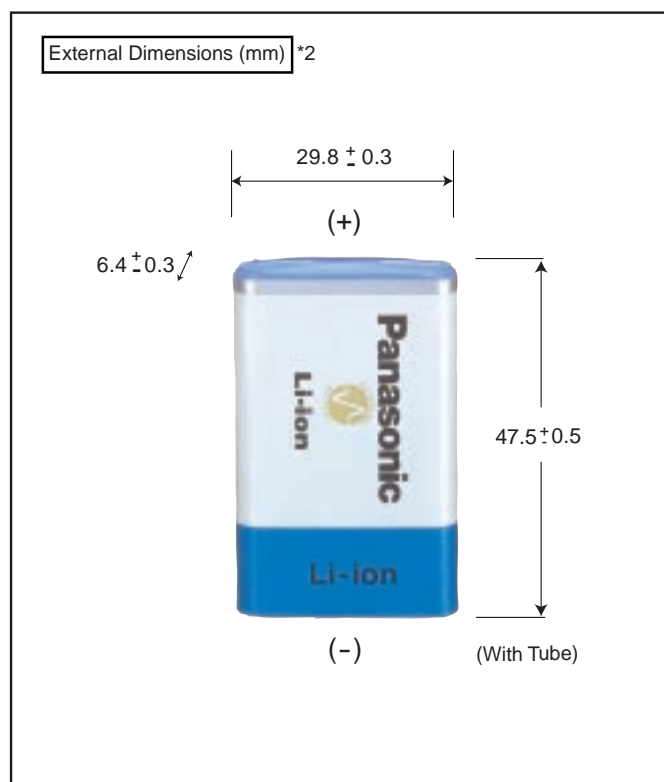 External Dimensions (mm) *2
29.8 ± 0.3
(+)
6.4 ± 0.3
Panasonic
Li-ion
47.5 ± 0.5
Li-ion
(-)
(With Tube)